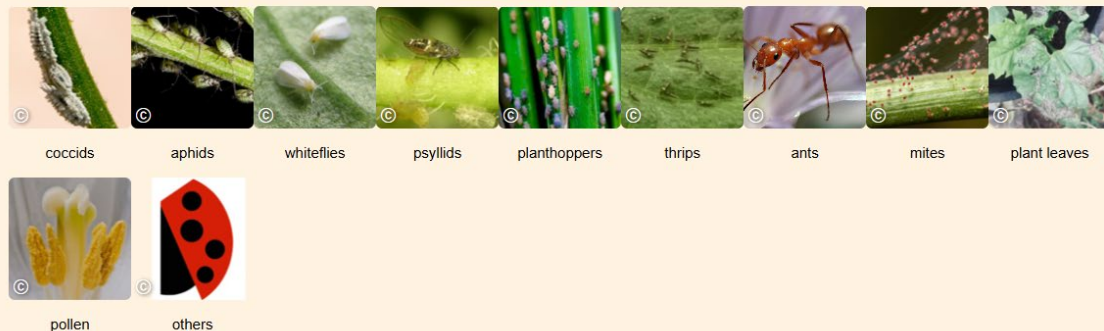 © © © © © © © © ©
coccids aphids whiteflies psyllids planthoppers thrips ants mites plant leaves
© ©
pollen others